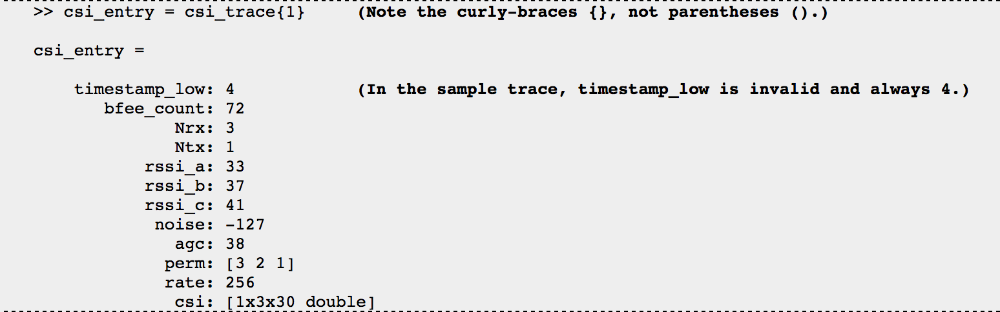 >> csi_entry = csi_trace{1} (Note the curly-braces {}, not parentheses ().)
csi_entry =
timestamp_low: 4 (In the sample trace, timestamp_low is invalid and always 4.)
bfee_count: 72
Nrx: 3
Ntx: 1
rssi_a: 33
rssi_b: 37
rssi_c: 41
noise: -127
agc: 38
perm: [3 2 1]
rate: 256
csi: [1x3x30 double]